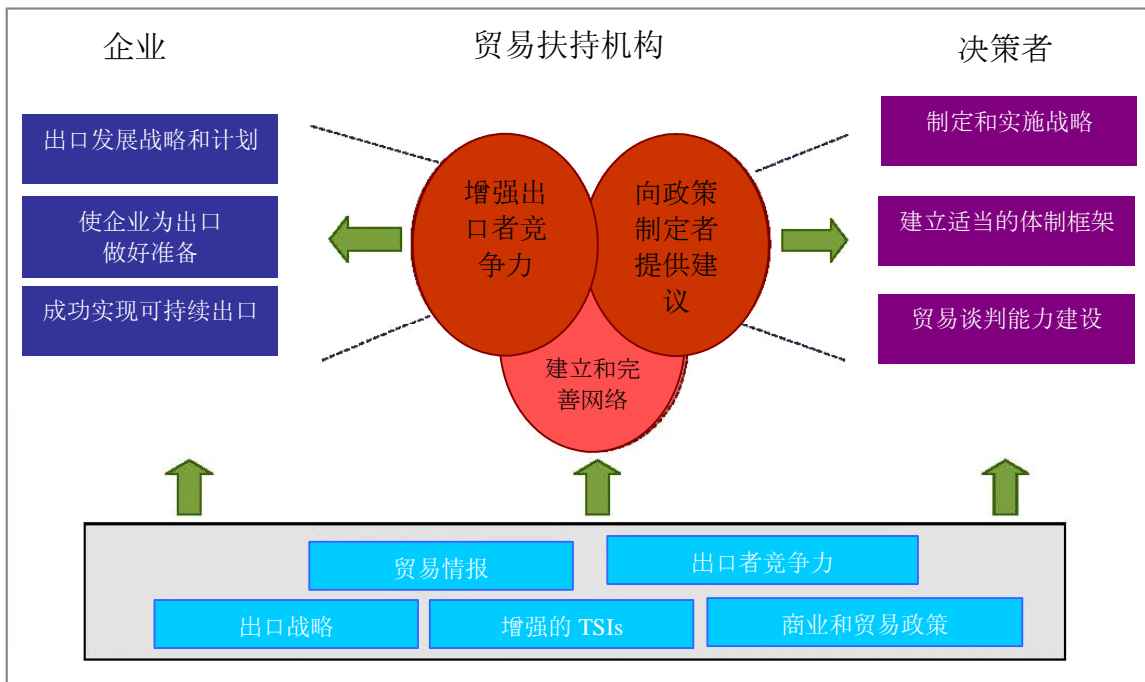 企业
贸易扶持机构
决策者
出口发展战略和计划
使企业为出口
做好准备
成功实现可持续出口
增强出
口者竞
争力
向政策
制定者
提供建
议
建立和完
善网络
制定和实施战略
建立适当的体制框架
贸易谈判能力建设
贸易情报
出口者竞争力
出口战略
增强的 TSIs
商业和贸易政策